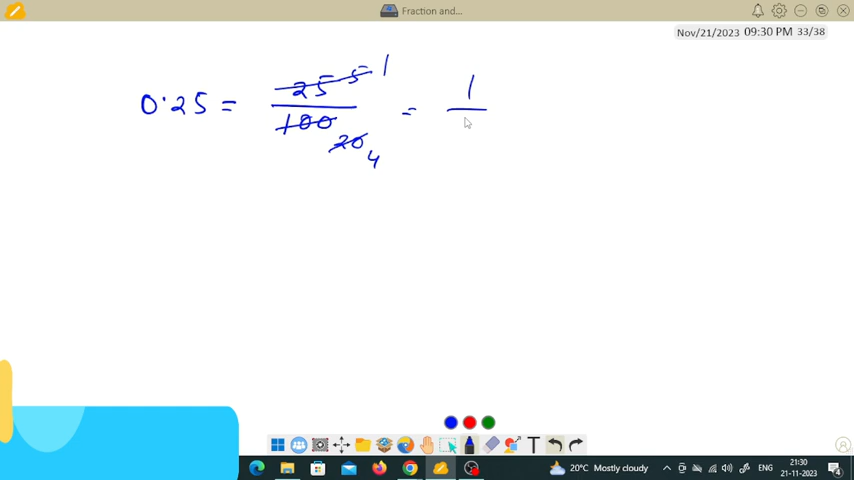 Fraction and...
Nov/21/2023 09:30 PM 33/38
0.25 = 25 5 1 / 100 20 4 = 1 /
T
20°C Mostly cloudy
ENG
21:30
21-11-2023
4